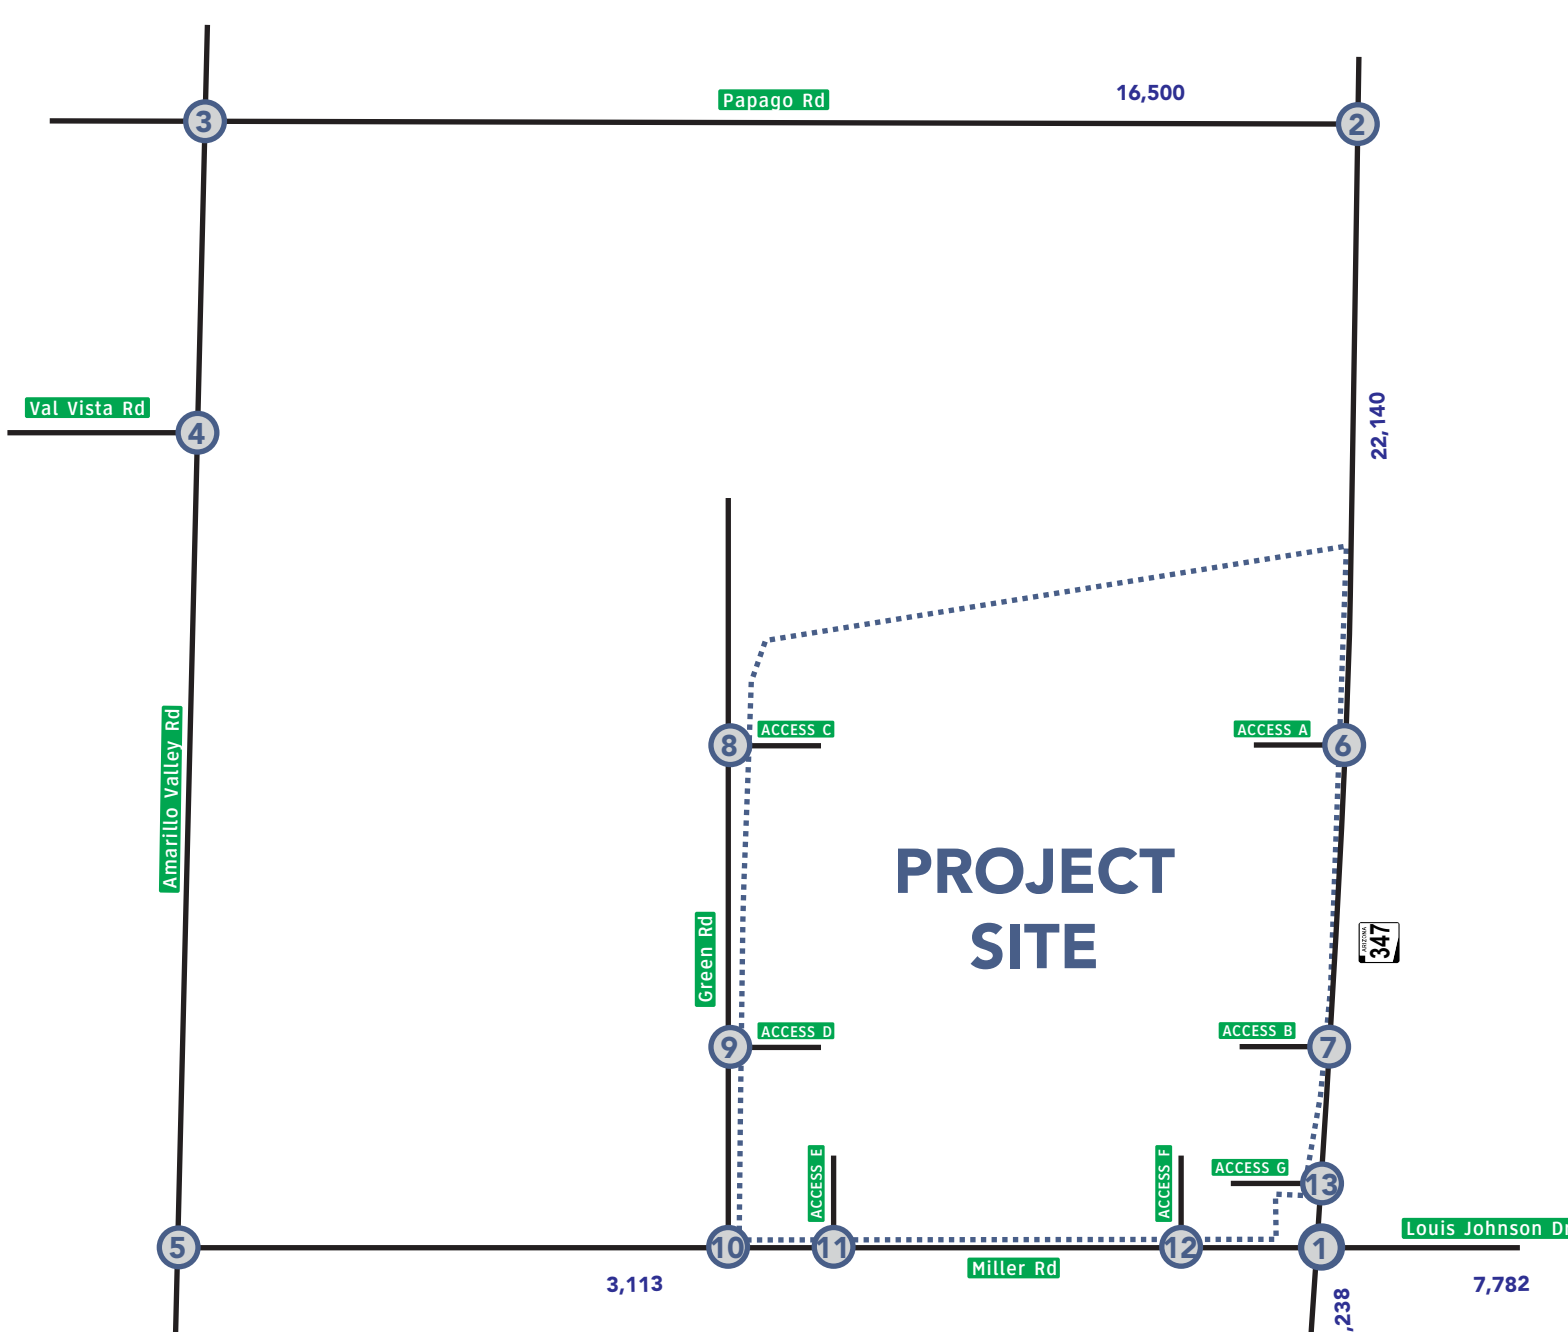 Papago Rd
16,500
3
2
Val Vista Rd
4
22,140
Amarillo Valley Rd
8
ACCESS C
ACCESS A
6
PROJECT
SITE
Green Rd
ARIZONA
347
9
ACCESS D
ACCESS B
7
ACCESS E
ACCESS F
ACCESS G
13
5
10
11
12
1
Louis Johnson Dr
Miller Rd
3,113
7,782
,238